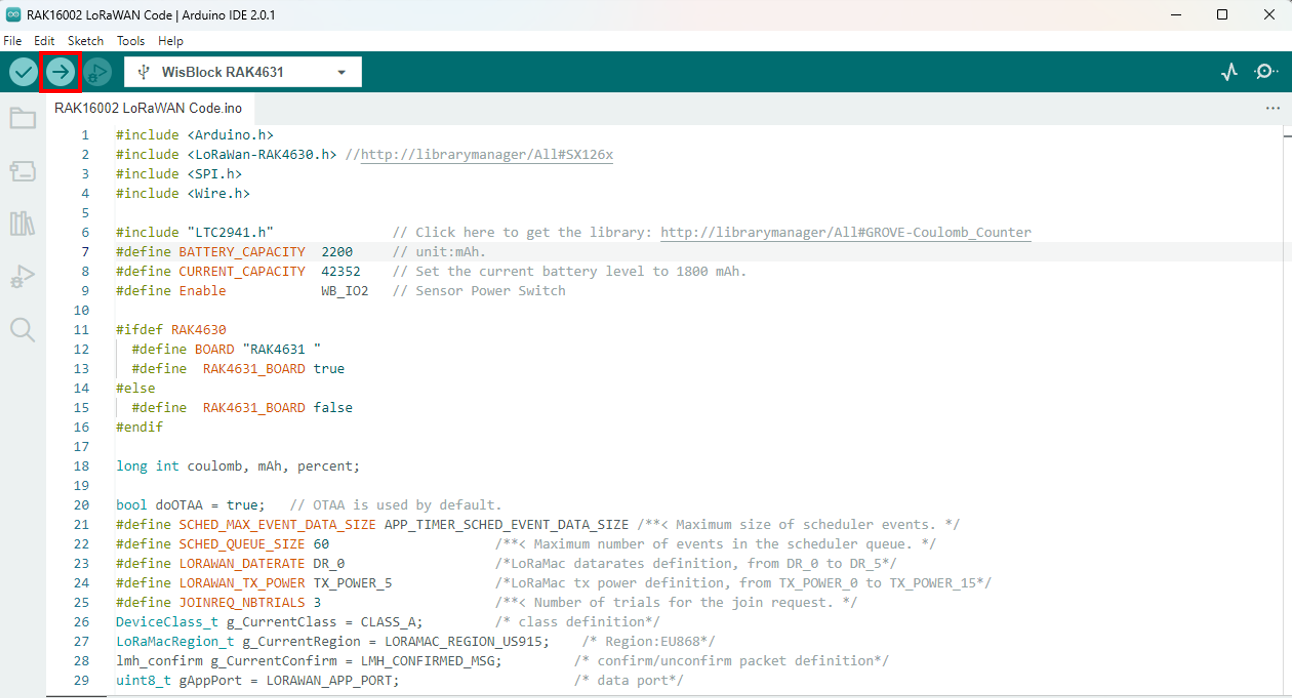 RAK16002 LoRaWAN Code | Arduino IDE 2.0.1
File Edit Sketch Tools Help
WisBlock RAK4631
RAK16002 LoRaWAN Code.ino
1 #include <Arduino.h>
2 #include <LoRaWan-RAK4630.h> //http://librarymanager/All#SX126x
3 #include <SPI.h>
4 #include <Wire.h>
5
6 #include "LTC2941.h" // Click here to get the library: http://librarymanager/All#GROVE-Coulomb_Counter
7 #define BATTERY_CAPACITY 2200 // unit:mAh.
8 #define CURRENT_CAPACITY 42352 // Set the current battery level to 1800 mAh.
9 #define Enable WB_IO2 // Sensor Power Switch
10
11 #ifdef RAK4630
12 #define BOARD "RAK4631 "
13 #define RAK4631_BOARD true
14 #else
15 #define RAK4631_BOARD false
16 #endif
17
18 long int coulomb, mAh, percent;
19
20 bool doOTAA = true; // OTAA is used by default.
21 #define SCHED_MAX_EVENT_DATA_SIZE APP_TIMER_SCHED_EVENT_DATA_SIZE /**< Maximum size of scheduler events. */
22 #define SCHED_QUEUE_SIZE 60 /**< Maximum number of events in the scheduler queue. */
23 #define LORAWAN_DATERATE DR_0 /*LoRaMac datarates definition, from DR_0 to DR_5*/
24 #define LORAWAN_TX_POWER TX_POWER_5 /*LoRaMac tx power definition, from TX_POWER_0 to TX_POWER_15*/
25 #define JOINREQ_NBTRIALS 3 /**< Number of trials for the join request. */
26 DeviceClass_t g_CurrentClass = CLASS_A; /* class definition*/
27 LoRaMacRegion_t g_CurrentRegion = LORAMAC_REGION_US915; /* Region:EU868*/
28 lmh_confirm g_CurrentConfirm = LMH_CONFIRMED_MSG; /* confirm/unconfirm packet definition*/
29 uint8_t gAppPort = LORAWAN_APP_PORT; /* data port*/